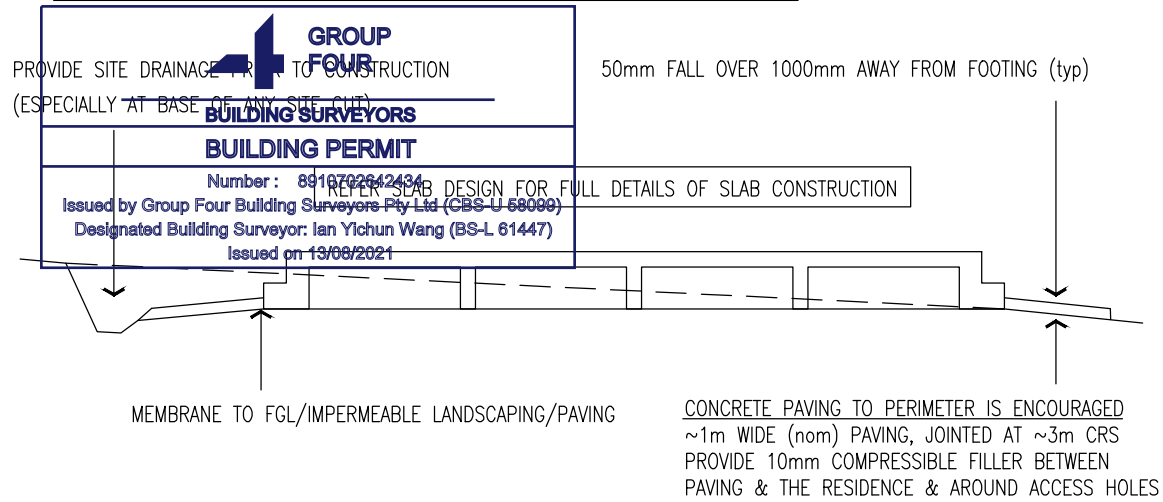 GROUP
FOUR
PROVIDE SITE DRAINAGE PRIOR TO CONSTRUCTION
(ESPECIALLY AT BASE OF ANY SITE CUT)
50mm FALL OVER 1000mm AWAY FROM FOOTING (typ)
BUILDING SURVEYORS
BUILDING PERMIT
Number : 8910702642434
REFER SLAB DESIGN FOR FULL DETAILS OF SLAB CONSTRUCTION
Issued by Group Four Building Surveyors Pty Ltd (CBS-U 58099)
Designated Building Surveyor: Ian Yichun Wang (BS-L 61447)
Issued on 13/08/2021
MEMBRANE TO FGL/IMPERMEABLE LANDSCAPING/PAVING
CONCRETE PAVING TO PERIMETER IS ENCOURAGED
~1m WIDE (nom) PAVING, JOINTED AT ~3m CRS
PROVIDE 10mm COMPRESSIBLE FILLER BETWEEN
PAVING & THE RESIDENCE & AROUND ACCESS HOLES